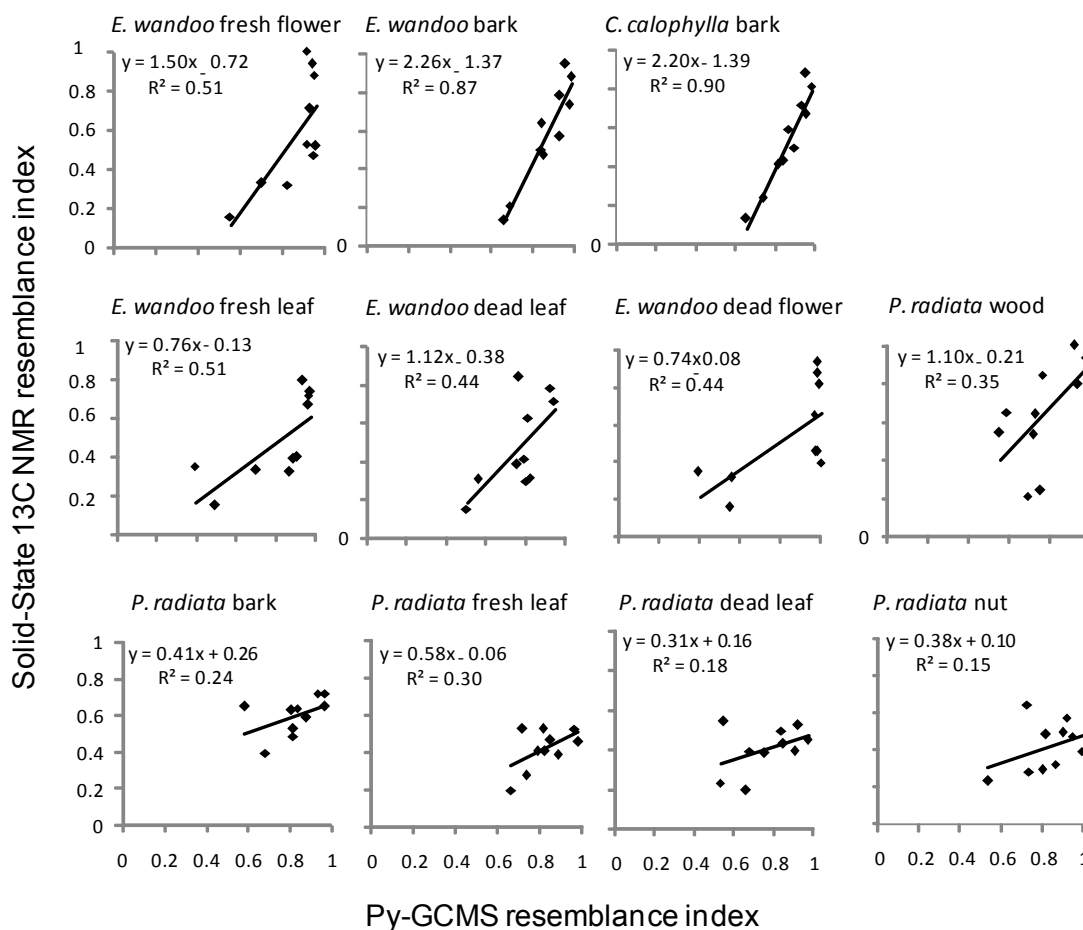 E. wandoo fresh flower
y = 1.50x - 0.72
R² = 0.51
1
0.8
0.6
0.4
0.2
0
E. wandoo bark
y = 2.26x - 1.37
R² = 0.87
0
C. calophylla bark
y = 2.20x - 1.39
R² = 0.90
0
Solid-State 13C NMR resemblance index
E. wandoo fresh leaf
y = 0.76x - 0.13
R² = 0.51
1
0.8
0.6
0.4
0.2
E. wandoo dead leaf
y = 1.12x - 0.38
R² = 0.44
0
E. wandoo dead flower
y = 0.74x - 0.08
R² = 0.44
P. radiata wood
y = 1.10x - 0.21
R² = 0.35
0
P. radiata bark
y = 0.41x + 0.26
R² = 0.24
1
0.8
0.6
0.4
0.2
0
0 0.2 0.4 0.6 0.8 1
P. radiata fresh leaf
y = 0.58x - 0.06
R² = 0.30
0 0.2 0.4 0.6 0.8 1
P. radiata dead leaf
y = 0.31x + 0.16
R² = 0.18
0 0.2 0.4 0.6 0.8 1
P. radiata nut
y = 0.38x + 0.10
R² = 0.15
0 0.2 0.4 0.6 0.8 1
Py-GCMS resemblance index